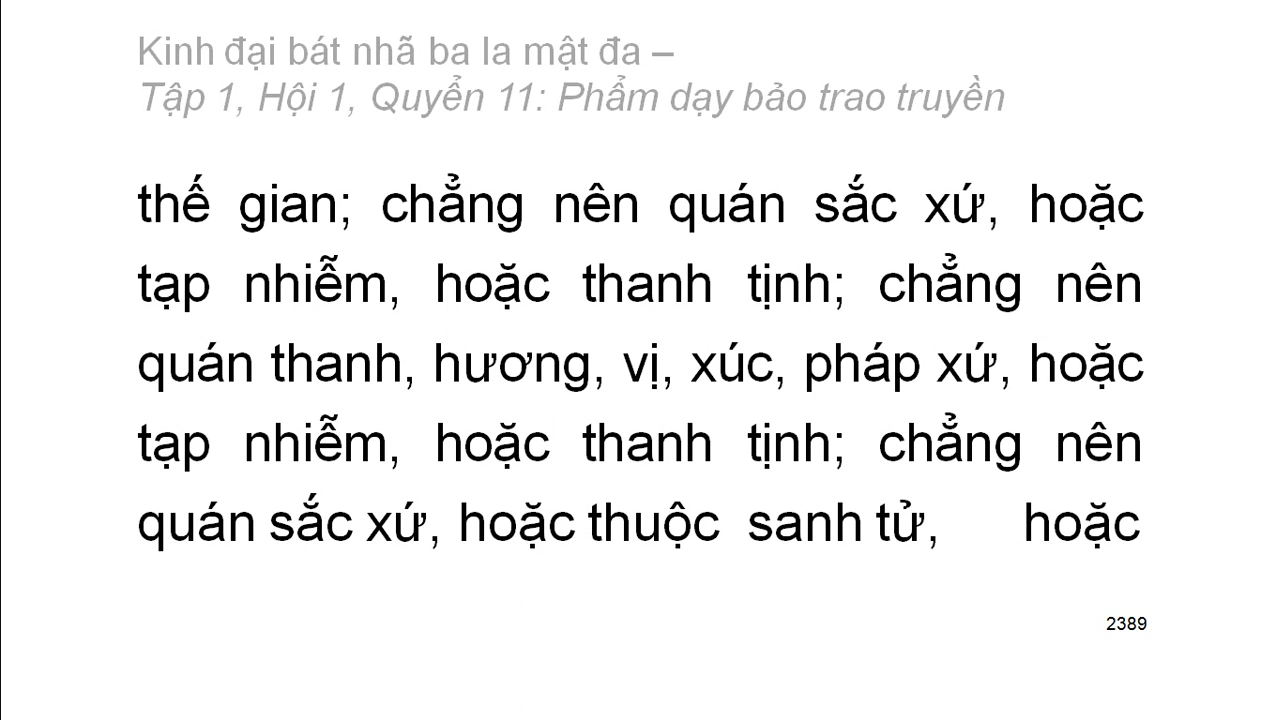 Kinh đại bát nhã ba la mật đa –
Tập 1, Hội 1, Quyển 11: Phẩm dạy bảo trao truyền
thế gian; chẳng nên quán sắc xứ, hoặc
tạp nhiễm, hoặc thanh tịnh; chẳng nên
quán thanh, hương, vị, xúc, pháp xứ, hoặc
tạp nhiễm, hoặc thanh tịnh; chẳng nên
quán sắc xứ, hoặc thuộc sanh tử, hoặc
2389